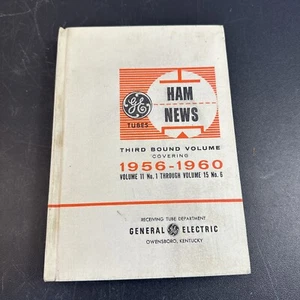 HAM
NEWS
GE
TUBES
THIRD BOUND VOLUME
COVERING
1956-1960
VOLUME 11 No. 1 THROUGH VOLUME 15 No. 6
RECEIVING TUBE DEPARTMENT
GENERAL GE ELECTRIC
OWENSBORO, KENTUCKY